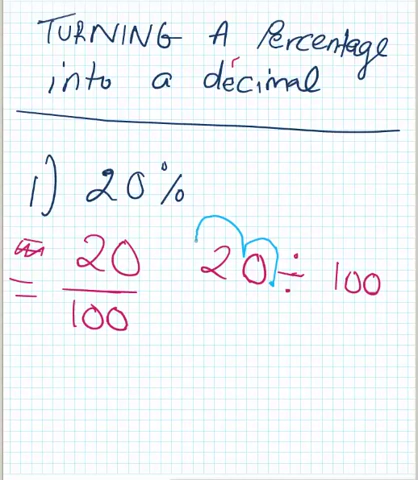 TURNING A Percentage
into a decimal
1) 20%
= 20/100 20 ÷ 100